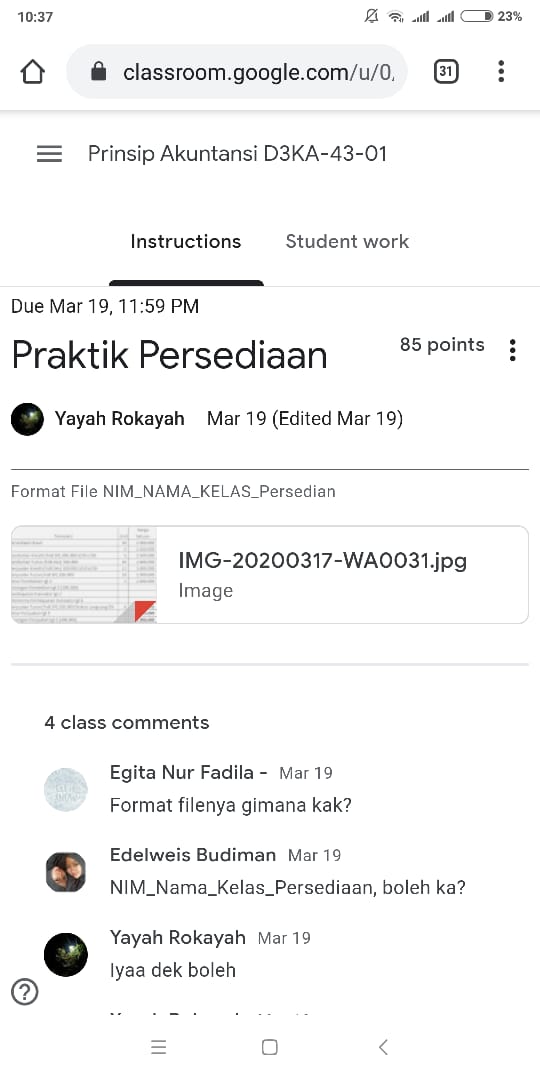 10:37
23%
classroom.google.com/u/0,
31
Prinsip Akuntansi D3KA-43-01
Instructions Student work
Due Mar 19, 11:59 PM
Praktik Persediaan
85 points
Yayah Rokayah Mar 19 (Edited Mar 19)
Format File NIM_NAMA_KELAS_Persedian
IMG-20200317-WA0031.jpg
Image
4 class comments
Egita Nur Fadila - Mar 19
Format filenya gimana kak?
Edelweis Budiman Mar 19
NIM_Nama_Kelas_Persediaan, boleh ka?
Yayah Rokayah Mar 19
Iyaa dek boleh